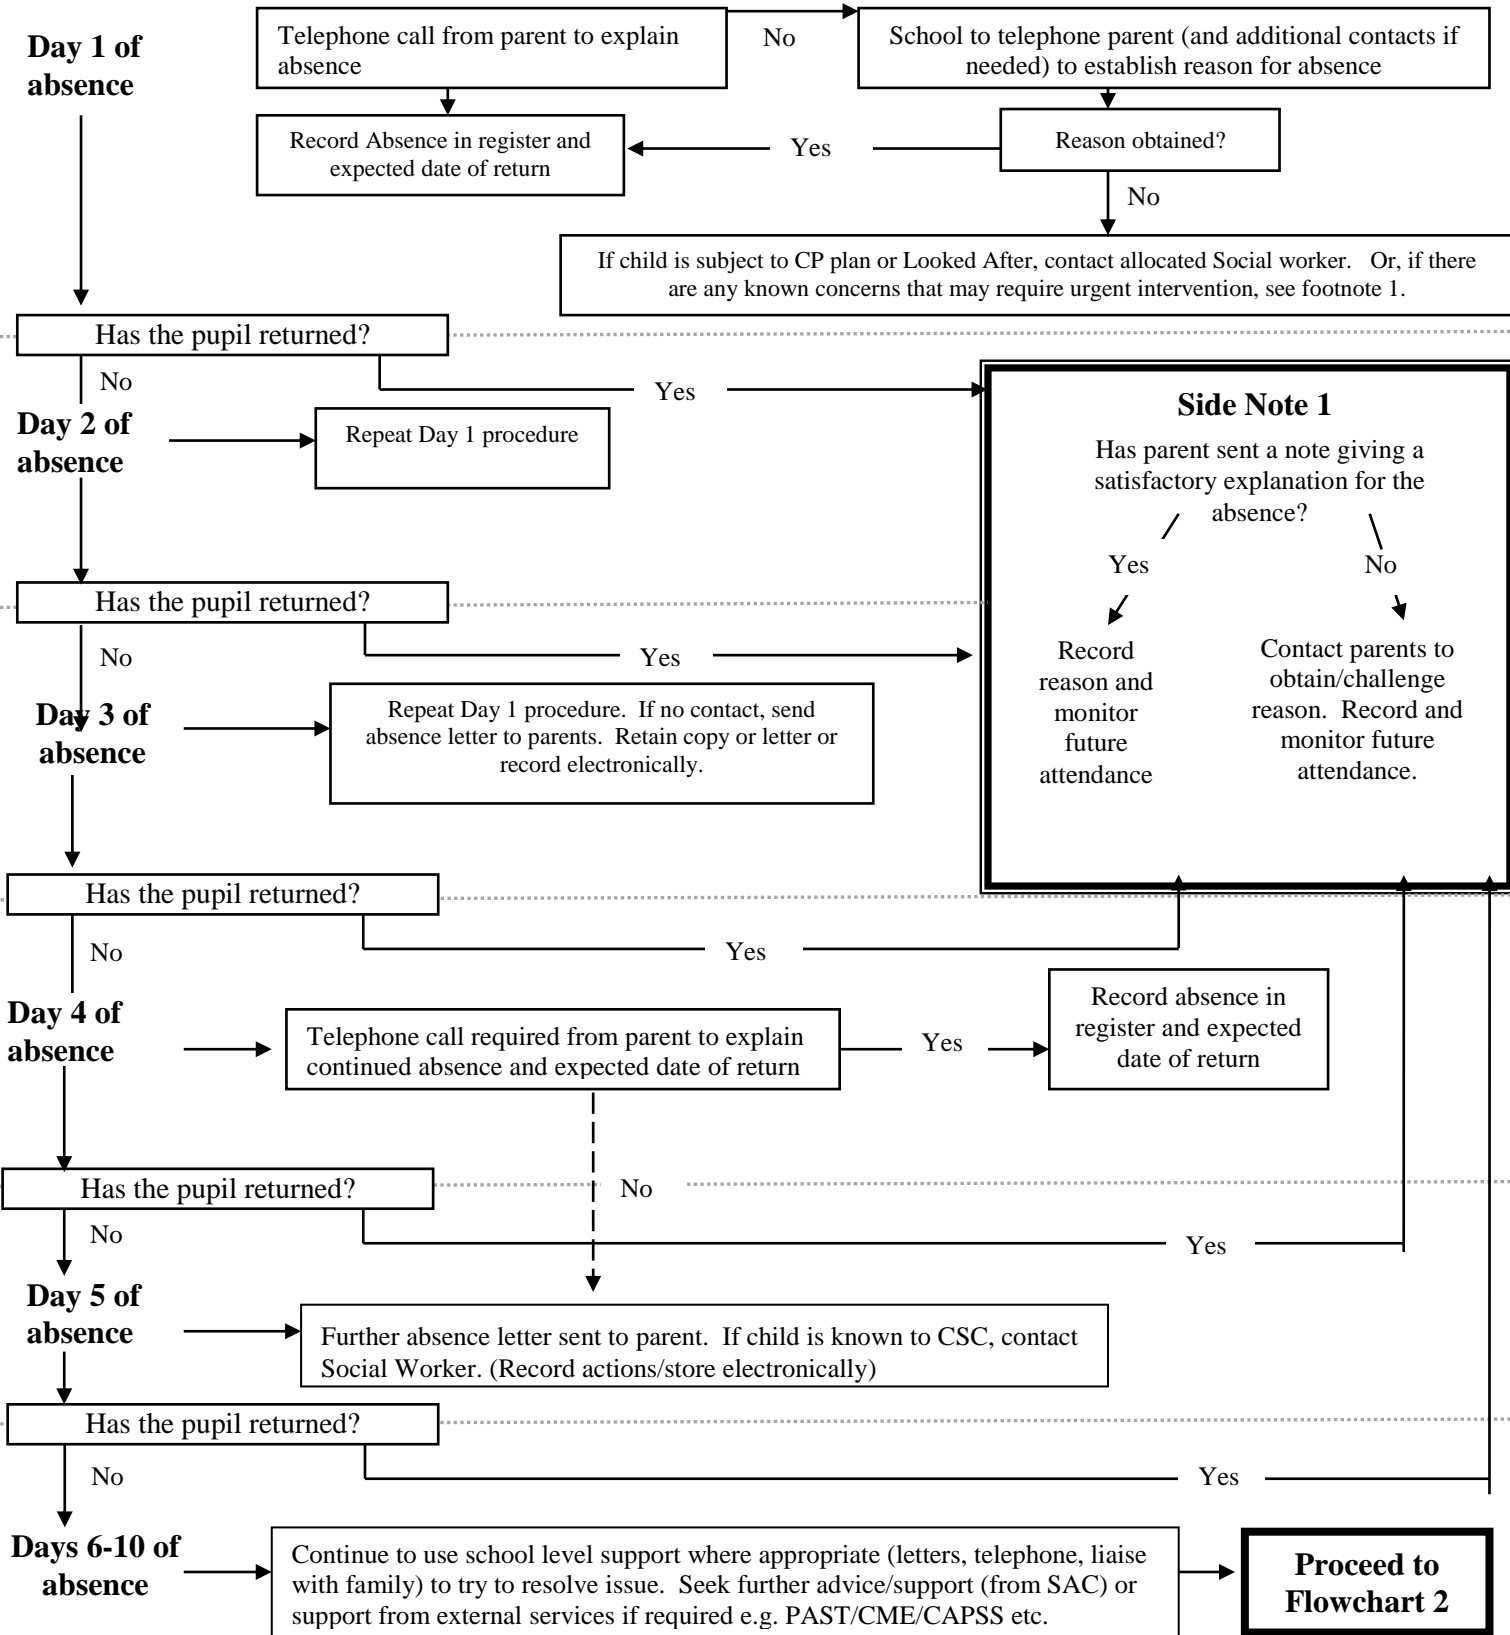 Day 1 of
absence
Telephone call from parent to explain
absence
No
School to telephone parent (and additional contacts if
needed) to establish reason for absence
Record Absence in register and
expected date of return
Yes
Reason obtained?
No
If child is subject to CP plan or Looked After, contact allocated Social worker. Or, if there
are any known concerns that may require urgent intervention, see footnote 1.
Has the pupil returned?
No
Yes
Day 2 of
absence
Repeat Day 1 procedure
Side Note 1
Has parent sent a note giving a
satisfactory explanation for the
absence?
Yes
No
Record
reason and
monitor
future
attendance
Contact parents to
obtain/challenge
reason. Record and
monitor future
attendance.
Has the pupil returned?
No
Yes
Day 3 of
absence
Repeat Day 1 procedure. If no contact, send
absence letter to parents. Retain copy or letter or
record electronically.
Has the pupil returned?
No
Yes
Day 4 of
absence
Telephone call required from parent to explain
continued absence and expected date of return
Yes
Record absence in
register and expected
date of return
Has the pupil returned?
No
No
Yes
Day 5 of
absence
Further absence letter sent to parent. If child is known to CSC, contact
Social Worker. (Record actions/store electronically)
Has the pupil returned?
No
Yes
Days 6-10 of
absence
Continue to use school level support where appropriate (letters, telephone, liaise
with family) to try to resolve issue. Seek further advice/support (from SAC) or
support from external services if required e.g. PAST/CME/CAPSS etc.
Proceed to
Flowchart 2